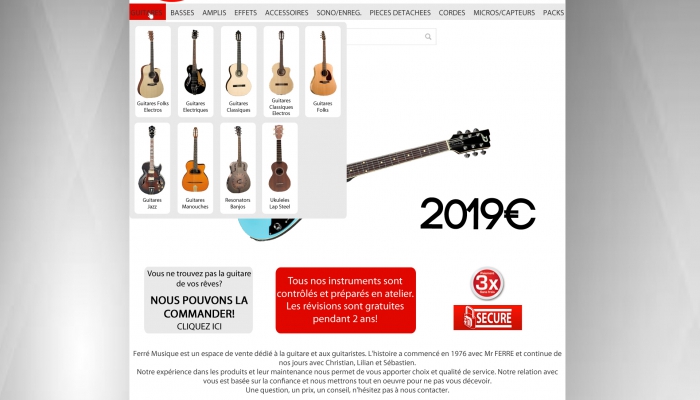 BASSES AMPLIS EFFETS ACCESSOIRES SONO/ENREG. PIECES DETACHEES CORDES MICROS/CAPTEURS PACKS
Guitares Folks
Electros
Guitares
Electriques
Guitares
Classiques
Guitares
Classiques
Electros
Guitares
Folks
Guitares
Jazz
Guitares
Manouches
Resonators
Banjos
Ukuleles
Lap Steel
2019€
Vous ne trouvez pas la guitare
de vos rêves?
NOUS POUVONS LA
COMMANDER!
CLIQUEZ ICI
Tous nos instruments sont
contrôlés et préparés en atelier.
Les révisions sont gratuites
pendant 2 ans!
3x
SECURE
Ferré Musique est un espace de vente dédié à la guitare et aux guitaristes. L'histoire a commencé en 1976 avec Mr FERRE et continue de
nos jours avec Christian, Lilian et Sébastien.
Notre expérience dans les produits et leur maintenance nous permet de vous apporter choix et qualité de service. Notre relation avec
vous est basée sur la confiance et nous mettrons tout en oeuvre pour ne pas vous décevoir.
Une question, un prix, un conseil, n'hésitez pas à nous contacter.